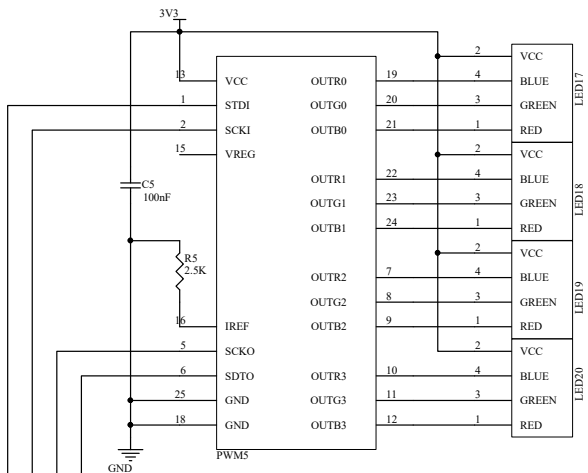 3V3
13 VCC OUTR0 19 2 VCC
1 STDI OUTG0 20 4 BLUE
2 SCKI OUTB0 21 3 GREEN
15 VREG 1 RED
LED17
C5
100nF
OUTR1 22 2 VCC
OUTG1 23 4 BLUE
OUTB1 24 3 GREEN
1 RED
LED18
R5
2.5K
OUTR2 7 2 VCC
OUTG2 8 4 BLUE
16 IREF OUTB2 9 3 GREEN
1 RED
LED19
5 SCKO 2 VCC
6 SDTO OUTR3 10 4 BLUE
25 GND OUTG3 11 3 GREEN
18 GND OUTB3 12 1 RED
LED20
PWM5
GND